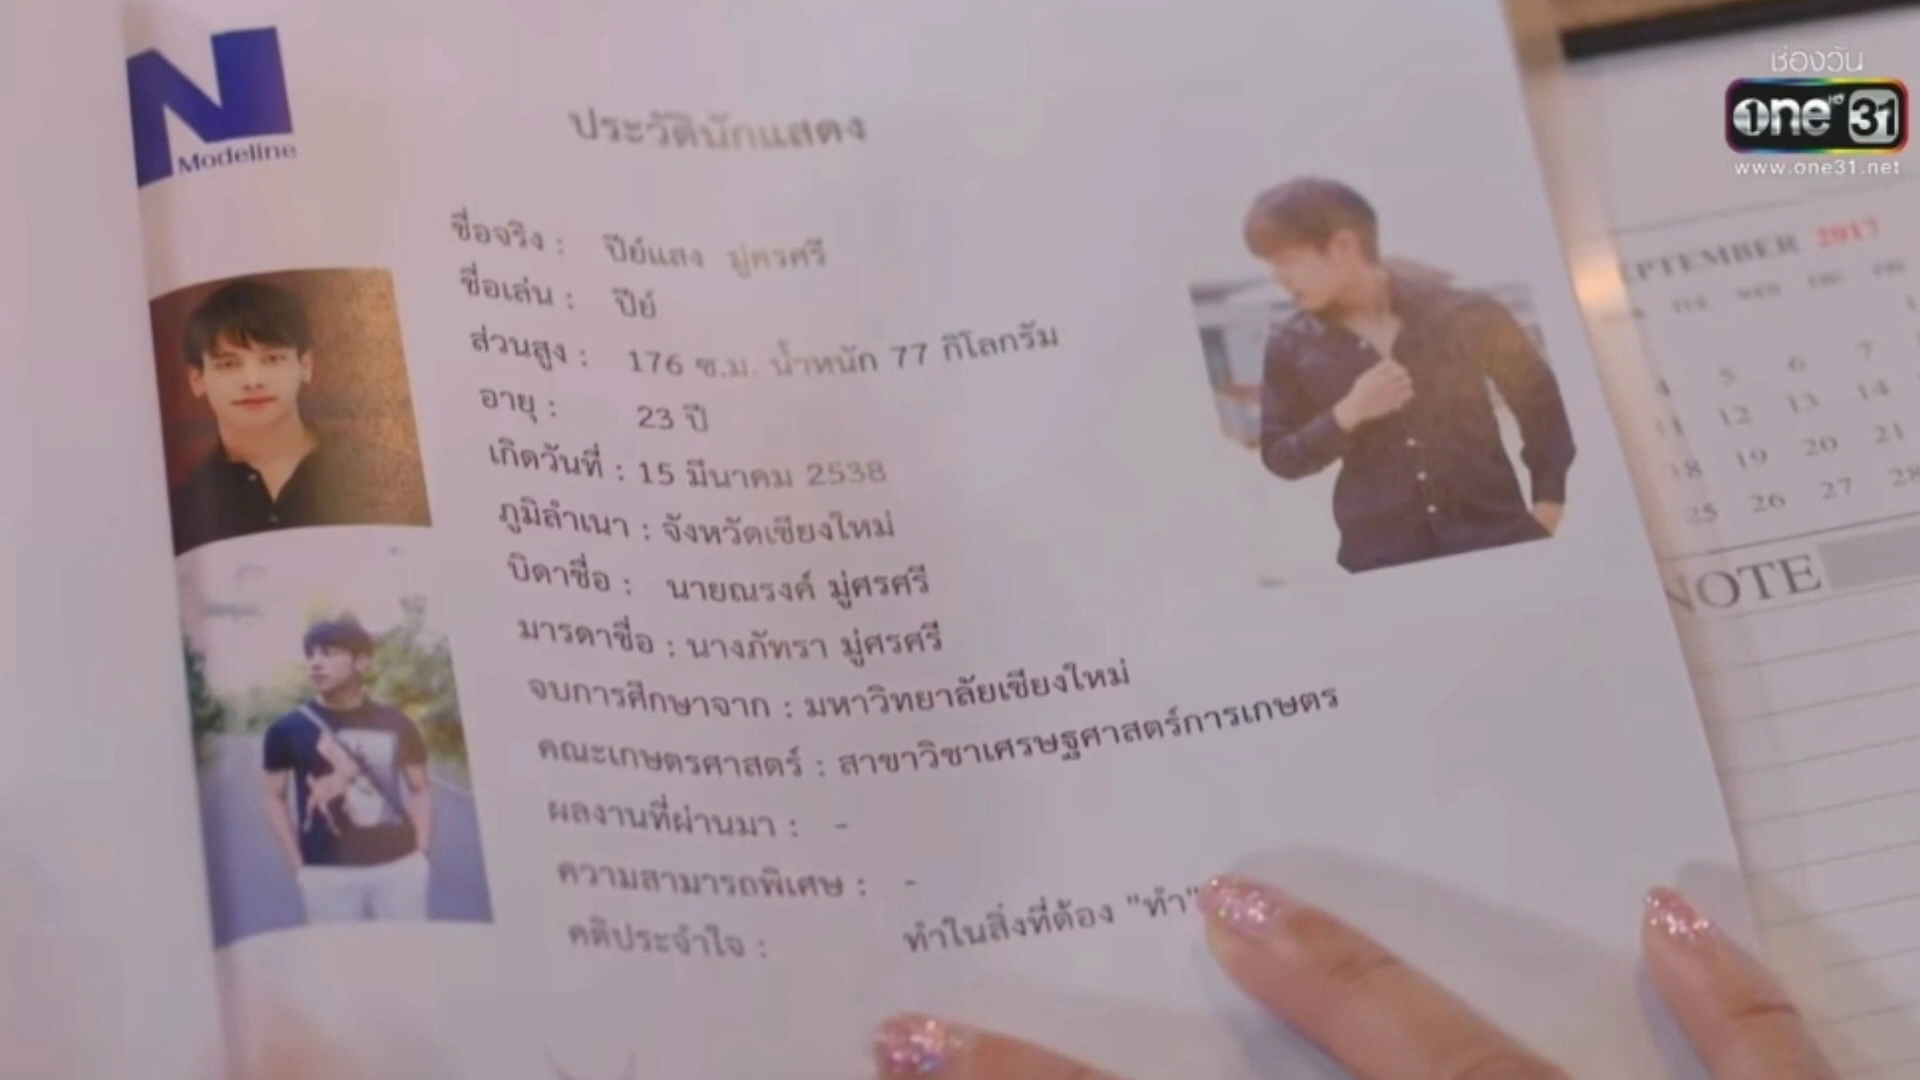 N
Modeline
ประวัตินักแสดง
ชื่อจริง : ปีย์แสง มู่ศรศรี
ชื่อเล่น : ปีย์
ส่วนสูง : 176 ซ.ม. น้ำหนัก 77 กิโลกรัม
อายุ : 23 ปี
เกิดวันที่ : 15 มีนาคม 2538
ภูมิลำเนา : จังหวัดเชียงใหม่
บิดาชื่อ : นายณรงค์ มู่ศรศรี
มารดาชื่อ : นางภัทรา มู่ศรศรี
จบการศึกษาจาก : มหาวิทยาลัยเชียงใหม่
คณะเกษตรศาสตร์ : สาขาวิชาเศรษฐศาสตร์การเกษตร
ผลงานที่ผ่านมา : -
ความสามารถพิเศษ : -
คติประจำใจ : ทำในสิ่งที่ต้อง "ทำ"
ช่องวัน
one HD 31
www.one31.net
EPTEMBER 2017
TUE WED
4 5 6 7
11 12 13 14
18 19 20 21
25 26 27 28
NOTE